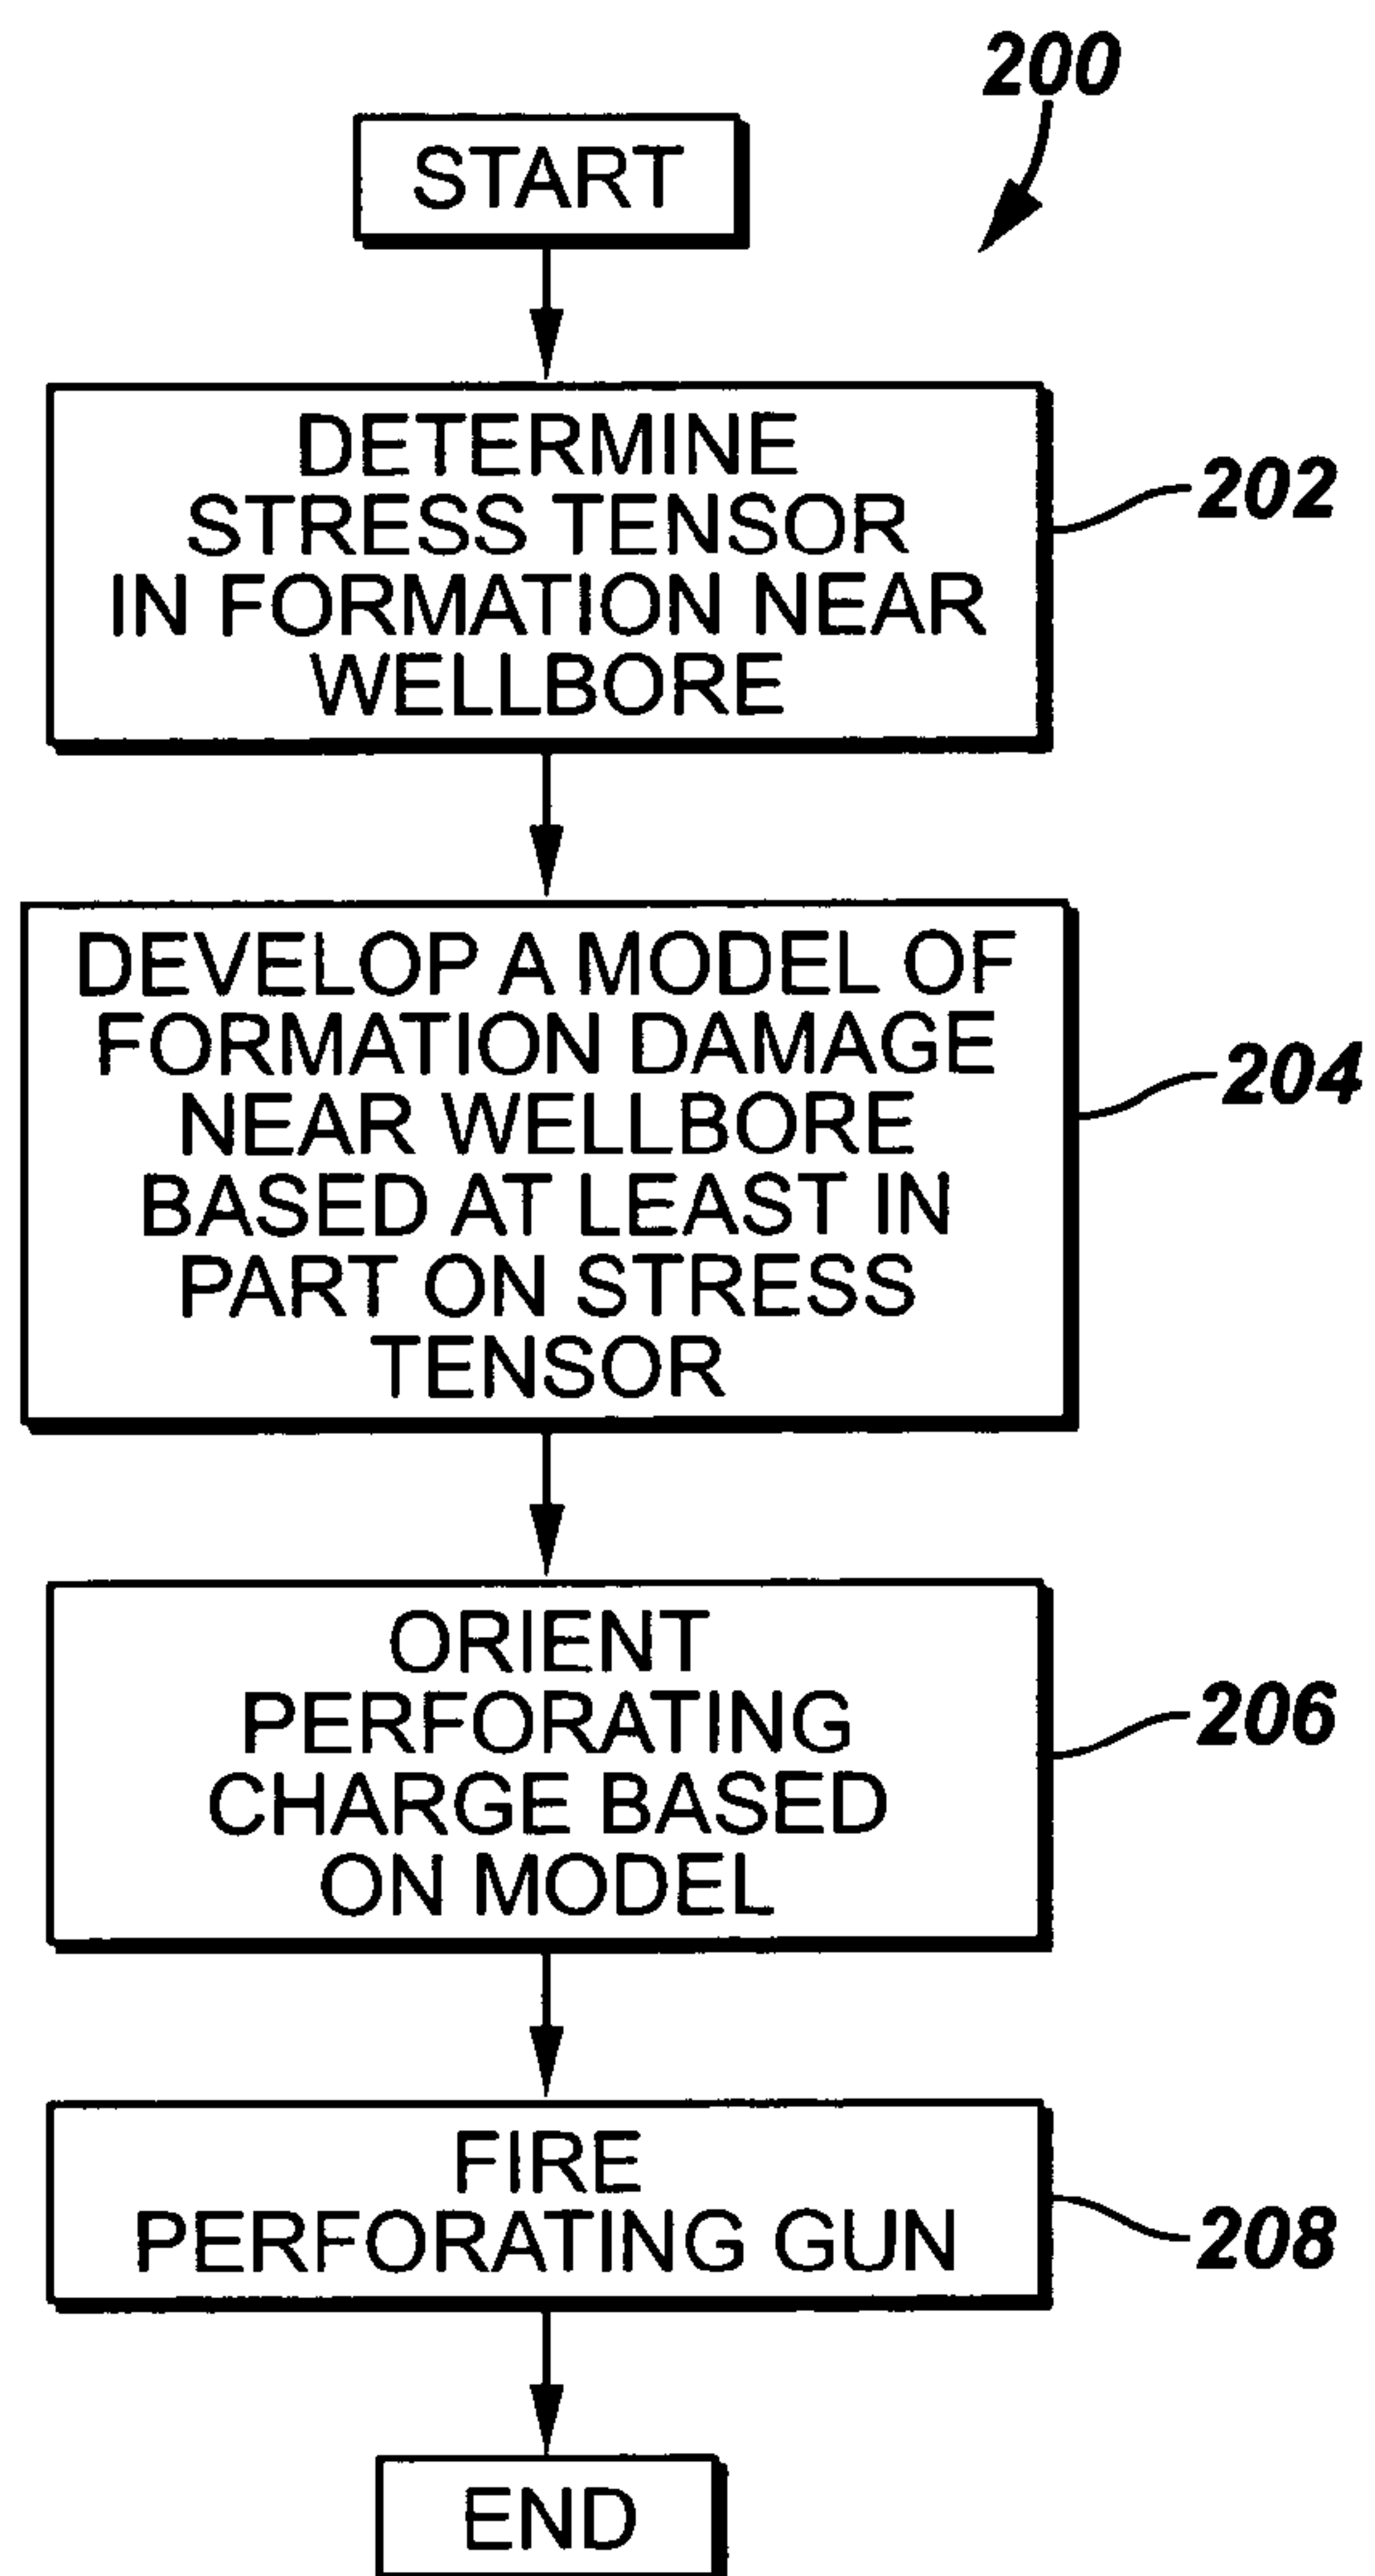 200
START
DETERMINE
STRESS TENSOR
IN FORMATION NEAR
WELLBORE
202
DEVELOP A MODEL OF
FORMATION DAMAGE
NEAR WELLBORE
BASED AT LEAST IN
PART ON STRESS
TENSOR
204
ORIENT
PERFORATING
CHARGE BASED
ON MODEL
206
FIRE
PERFORATING GUN
208
END